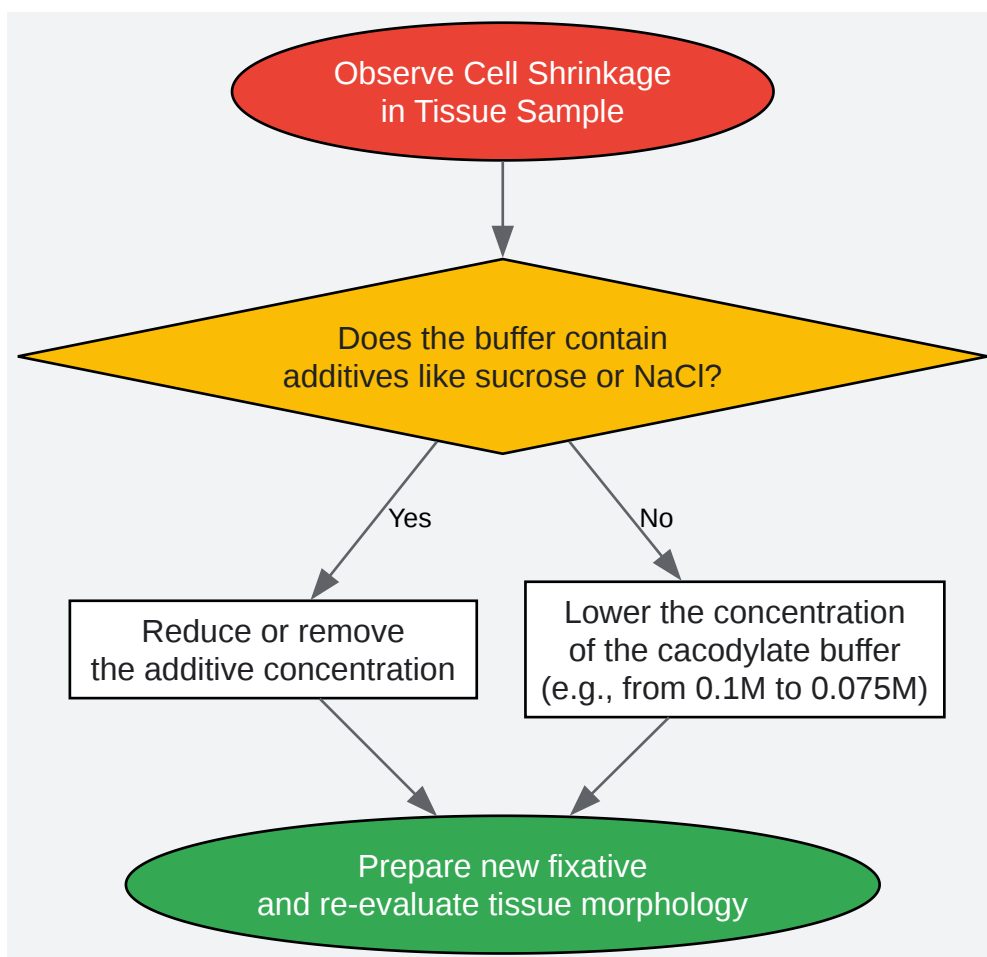 Observe Cell Shrinkage
in Tissue Sample
Does the buffer contain
additives like sucrose or NaCl?
Yes
No
Reduce or remove
the additive concentration
Lower the concentration
of the cacodylate buffer
(e.g., from 0.1M to 0.075M)
Prepare new fixative
and re-evaluate tissue morphology